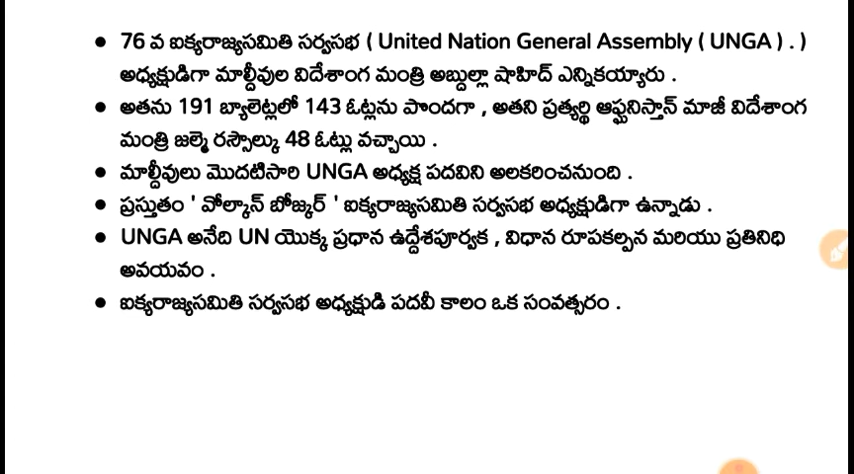 • 76 వ ఐక్యరాజ్యసమితి సర్వసభ ( United Nation General Assembly ( UNGA ) . )
అధ్యక్షుడిగా మాల్దీవుల విదేశాంగ మంత్రి అబ్దుల్లా షాహిద్ ఎన్నికయ్యారు .
• అతను 191 బ్యాలెట్లలో 143 ఓట్లను పొందగా , అతని ప్రత్యర్థి ఆఫ్ఘనిస్తాన్ మాజీ విదేశాంగ
మంత్రి జల్మై రస్సౌల్కు 48 ఓట్లు వచ్చాయి .
• మాల్దీవులు మొదటిసారి UNGA అధ్యక్ష పదవిని అలకరించనుంది .
• ప్రస్తుతం ' వోల్కాన్ బోజ్కర్ ' ఐక్యరాజ్యసమితి సర్వసభ అధ్యక్షుడిగా ఉన్నాడు .
• UNGA అనేది UN యొక్క ప్రధాన ఉద్దేశపూర్వక , విధాన రూపకల్పన మరియు ప్రతినిధి
అవయవం .
• ఐక్యరాజ్యసమితి సర్వసభ అధ్యక్షుడి పదవీ కాలం ఒక సంవత్సరం .